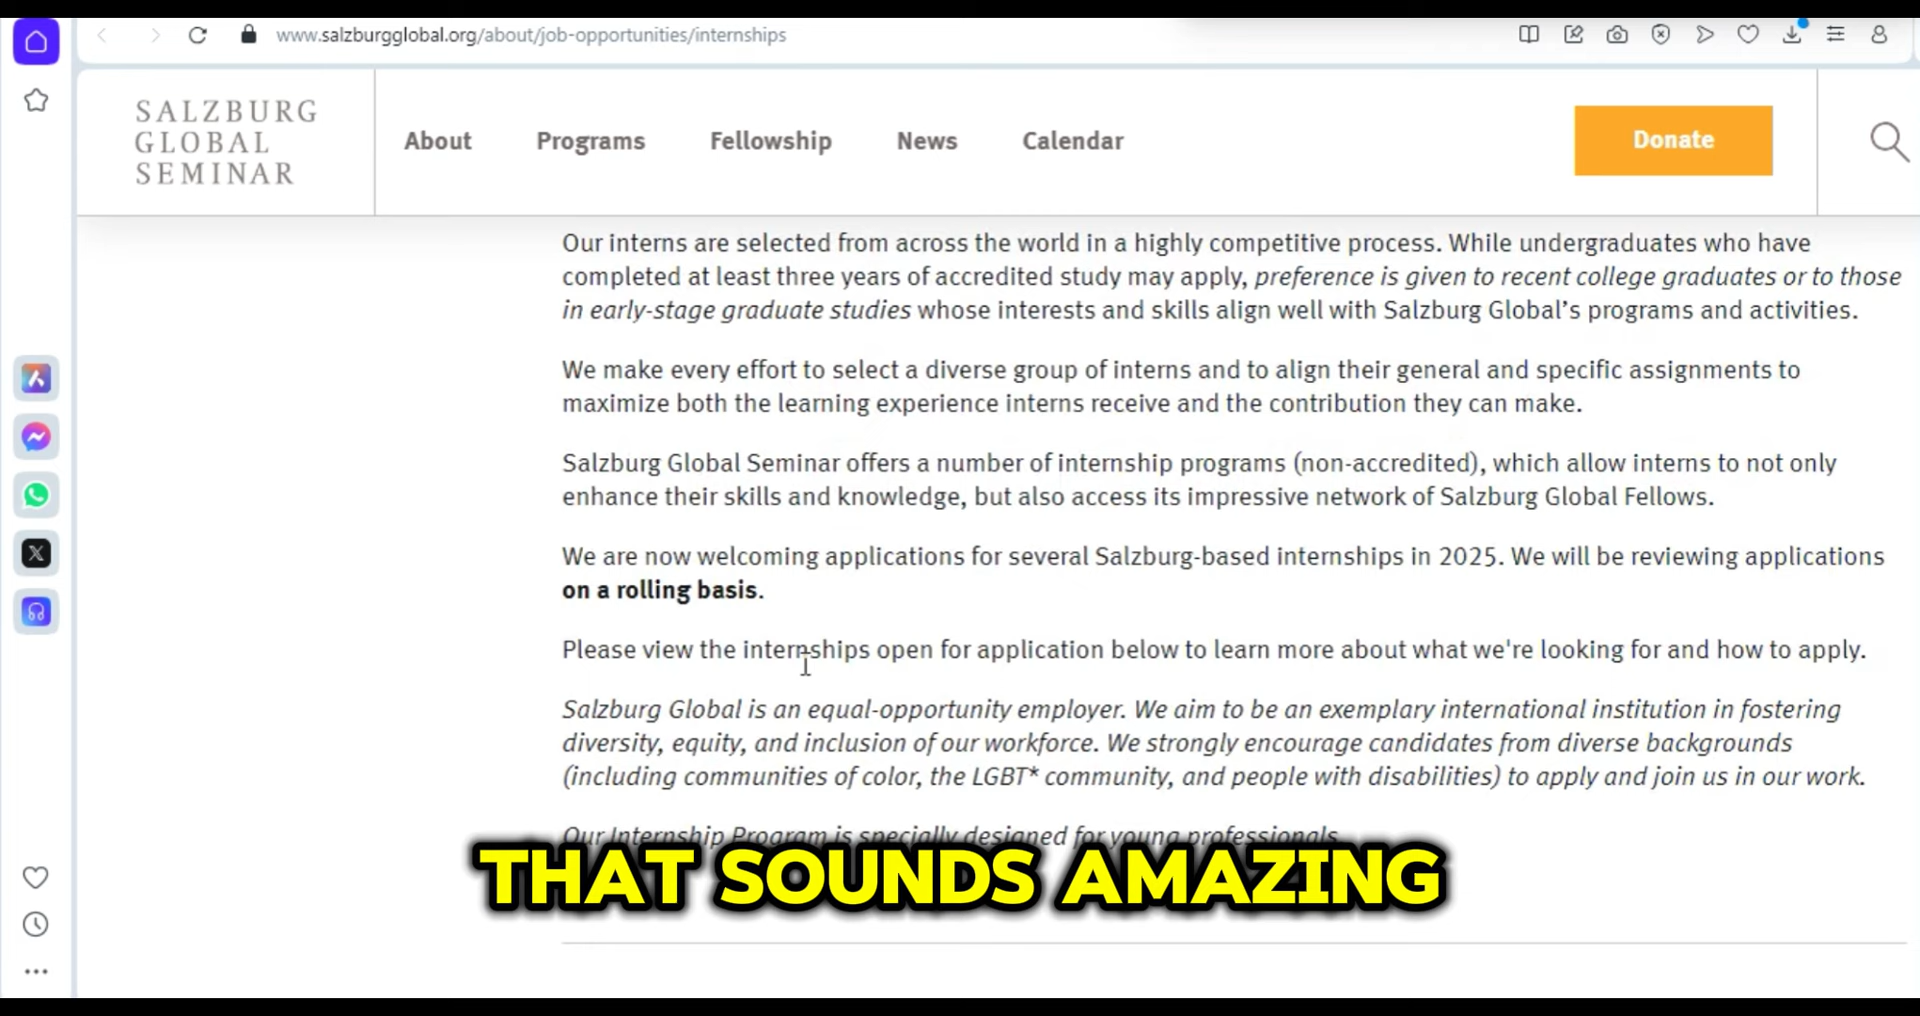 www.salzburgglobal.org/about/job-opportunities/internships
SALZBURG
GLOBAL
SEMINAR
About
Programs
Fellowship
News
Calendar
Donate
Our interns are selected from across the world in a highly competitive process. While undergraduates who have
completed at least three years of accredited study may apply, preference is given to recent college graduates or to those
in early-stage graduate studies whose interests and skills align well with Salzburg Global's programs and activities.
We make every effort to select a diverse group of interns and to align their general and specific assignments to
maximize both the learning experience interns receive and the contribution they can make.
Salzburg Global Seminar offers a number of internship programs (non-accredited), which allow interns to not only
enhance their skills and knowledge, but also access its impressive network of Salzburg Global Fellows.
We are now welcoming applications for several Salzburg-based internships in 2025. We will be reviewing applications
on a rolling basis.
Please view the internships open for application below to learn more about what we're looking for and how to apply.
Salzburg Global is an equal-opportunity employer. We aim to be an exemplary international institution in fostering
diversity, equity, and inclusion of our workforce. We strongly encourage candidates from diverse backgrounds
(including communities of color, the LGBT* community, and people with disabilities) to apply and join us in our work.
Our Internship Program is specially designed for young professionals.
THAT SOUNDS AMAZING